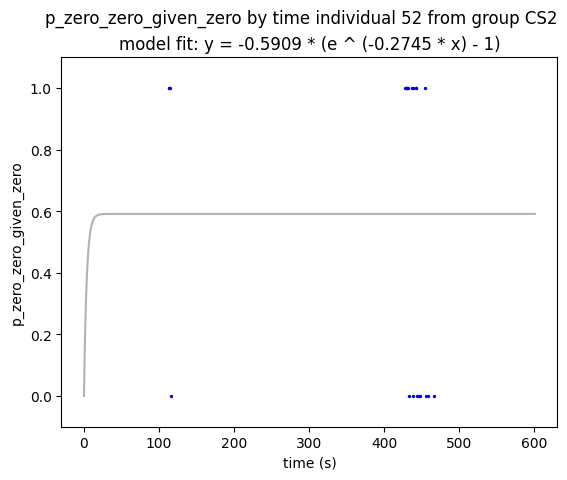 p_zero_zero_given_zero by time individual 52 from group CS2
model fit: y = -0.5909 * (e ^ (-0.2745 * x) - 1)
1.0
0.8
0.6
0.4
0.2
0.0
p_zero_zero_given_zero
0 100 200 300 400 500 600
time (s)